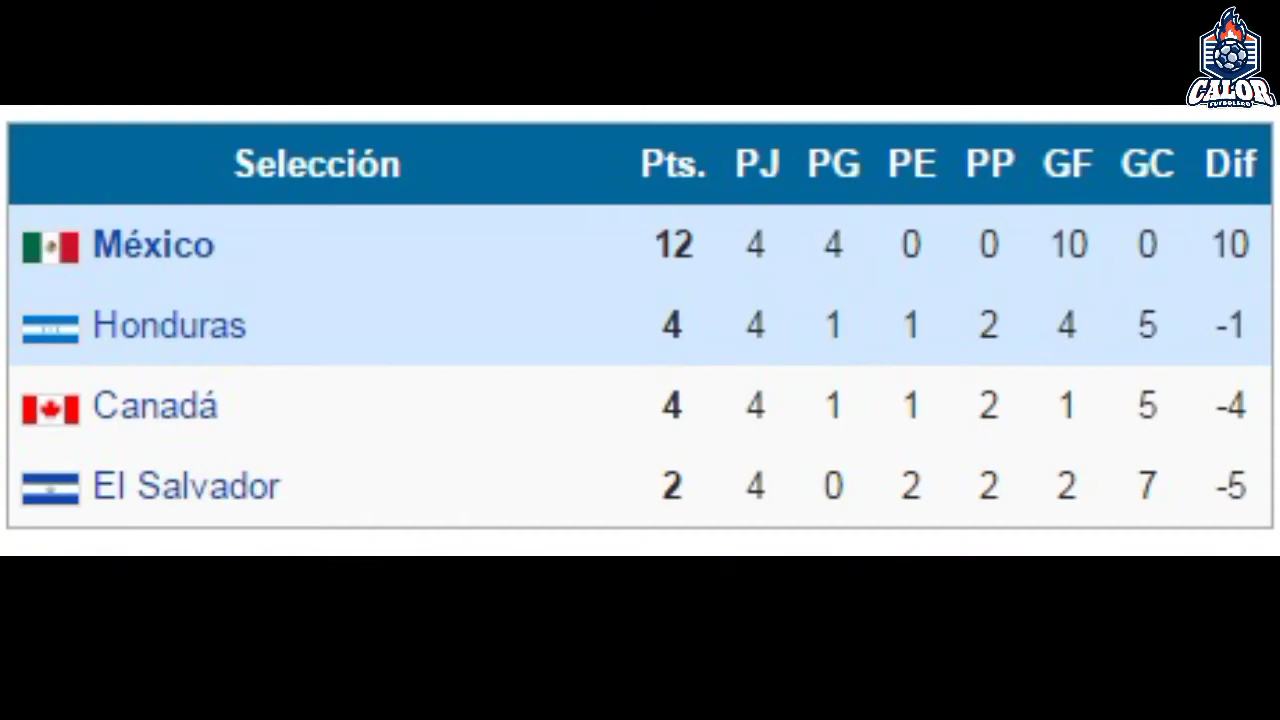 CALOR
FUTBOLERO
Selección Pts. PJ PG PE PP GF GC Dif
México 12 4 4 0 0 10 0 10
Honduras 4 4 1 1 2 4 5 -1
Canadá 4 4 1 1 2 1 5 -4
El Salvador 2 4 0 2 2 2 7 -5